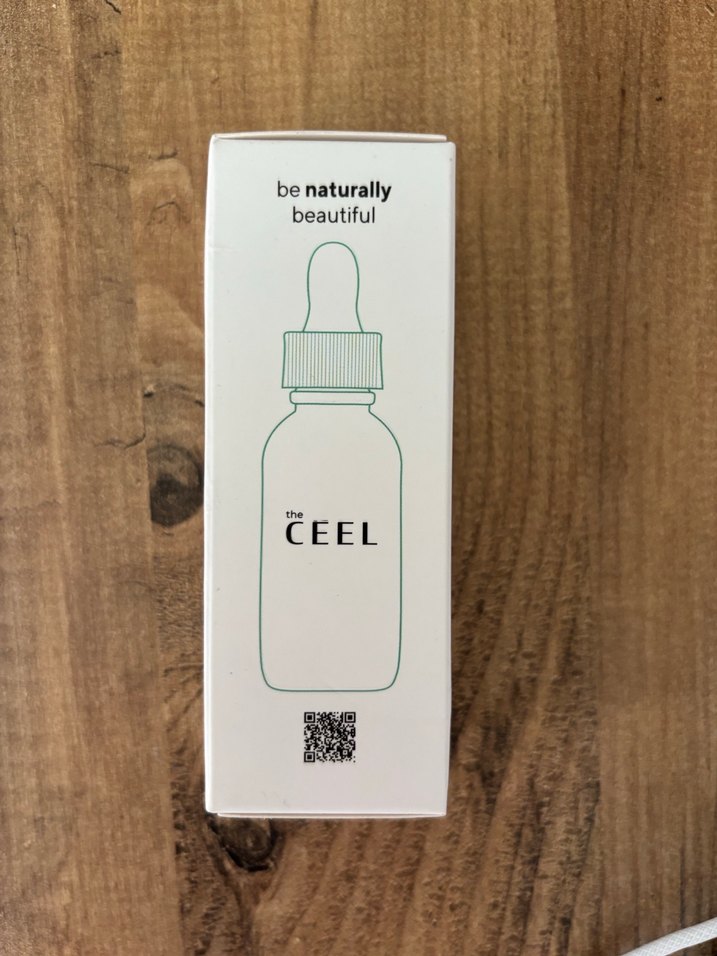 be naturally
beautiful
the
CEEL